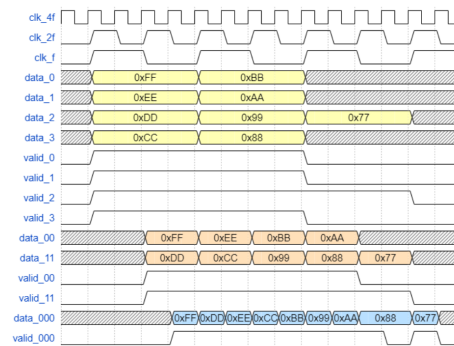 clk_4f
clk_2f
clk_f
data_0 0xFF 0xBB
data_1 0xEE 0xAA
data_2 0xDD 0x99 0x77
data_3 0xCC 0x88
valid_0
valid_1
valid_2
valid_3
data_00 0xFF 0xEE 0xBB 0xAA
data_11 0xDD 0xCC 0x99 0x88 0x77
valid_00
valid_11
data_000 0xFF 0xDD 0xEE 0xCC 0xBB 0x99 0xAA 0x88 0x77
valid_000